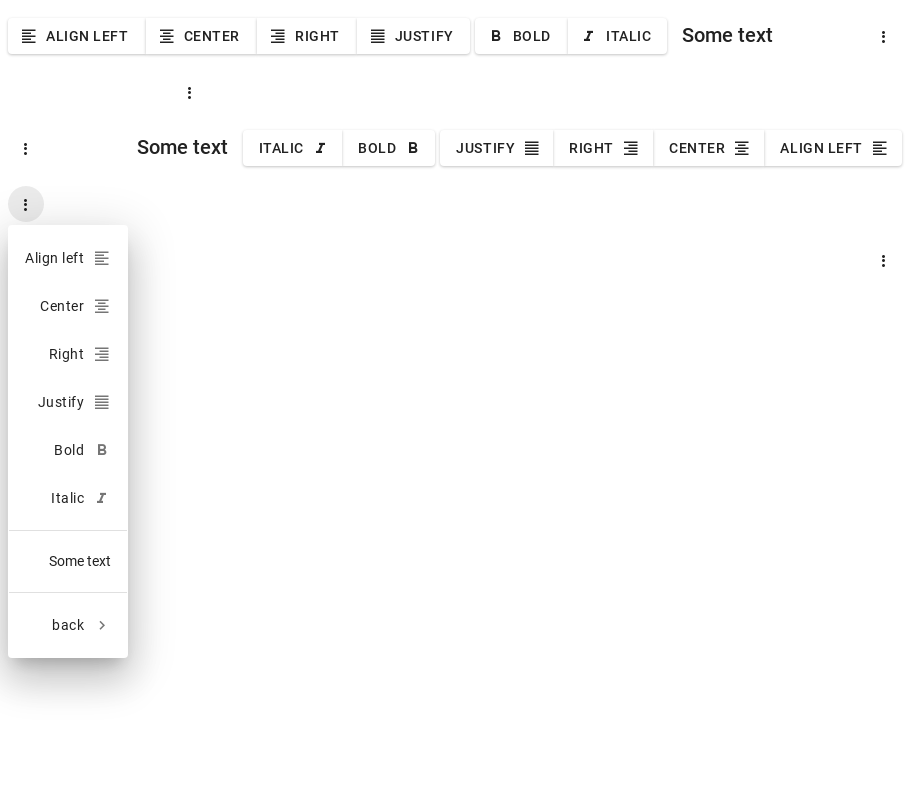 ALIGN LEFT CENTER RIGHT JUSTIFY B BOLD I ITALIC Some text
Some text ITALIC I BOLD B JUSTIFY RIGHT CENTER ALIGN LEFT
Align left
Center
Right
Justify
Bold B
Italic I
Some text
back